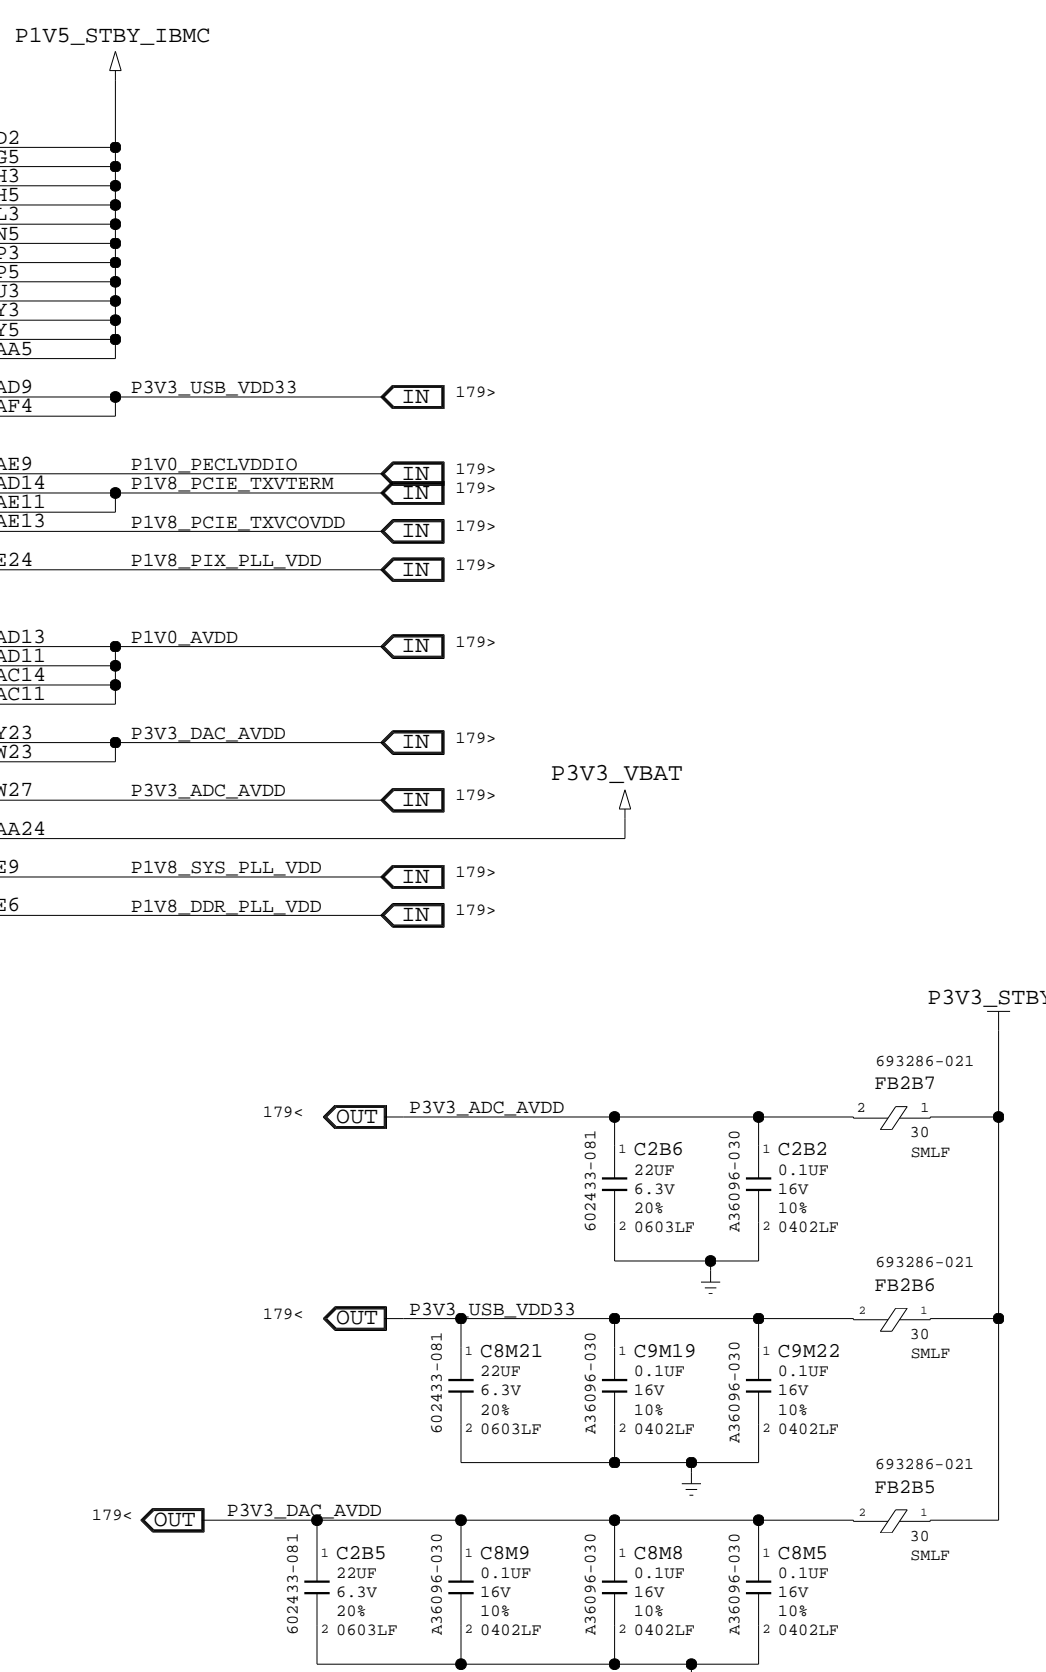 P1V5_STBY_IBMC
D2
G5
H3
H5
L3
N5
P3
P5
U3
Y3
Y5
AA5
AD9 P3V3_USB_VDD33 IN 179>
AF4
AE9 P1V0_PECLVDDIO IN 179>
AD14 P1V8_PCIE_TXVTERM IN 179>
AE11
AE13 P1V8_PCIE_TXVCOVDD IN 179>
E24 P1V8_PIX_PLL_VDD IN 179>
AD13 P1V0_AVDD IN 179>
AD11
AC14
AC11
Y23 P3V3_DAC_AVDD IN 179>
W23
P3V3_VBAT
W27 P3V3_ADC_AVDD IN 179>
AA24
E9 P1V8_SYS_PLL_VDD IN 179>
E6 P1V8_DDR_PLL_VDD IN 179>
P3V3_STBY
693286-021
FB2B7
179< OUT P3V3_ADC_AVDD 2 1
30
SMLF
602433-081
1 C2B6
22UF
6.3V
20%
2 0603LF
A36096-030
1 C2B2
0.1UF
16V
10%
2 0402LF
693286-021
FB2B6
179< OUT P3V3_USB_VDD33 2 1
30
SMLF
602433-081
1 C8M21
22UF
6.3V
20%
2 0603LF
A36096-030
1 C9M19
0.1UF
16V
10%
2 0402LF
A36096-030
1 C9M22
0.1UF
16V
10%
2 0402LF
693286-021
FB2B5
179< OUT P3V3_DAC_AVDD 2 1
30
SMLF
602433-081
1 C2B5
22UF
6.3V
20%
2 0603LF
A36096-030
1 C8M9
0.1UF
16V
10%
2 0402LF
A36096-030
1 C8M8
0.1UF
16V
10%
2 0402LF
A36096-030
1 C8M5
0.1UF
16V
10%
2 0402LF